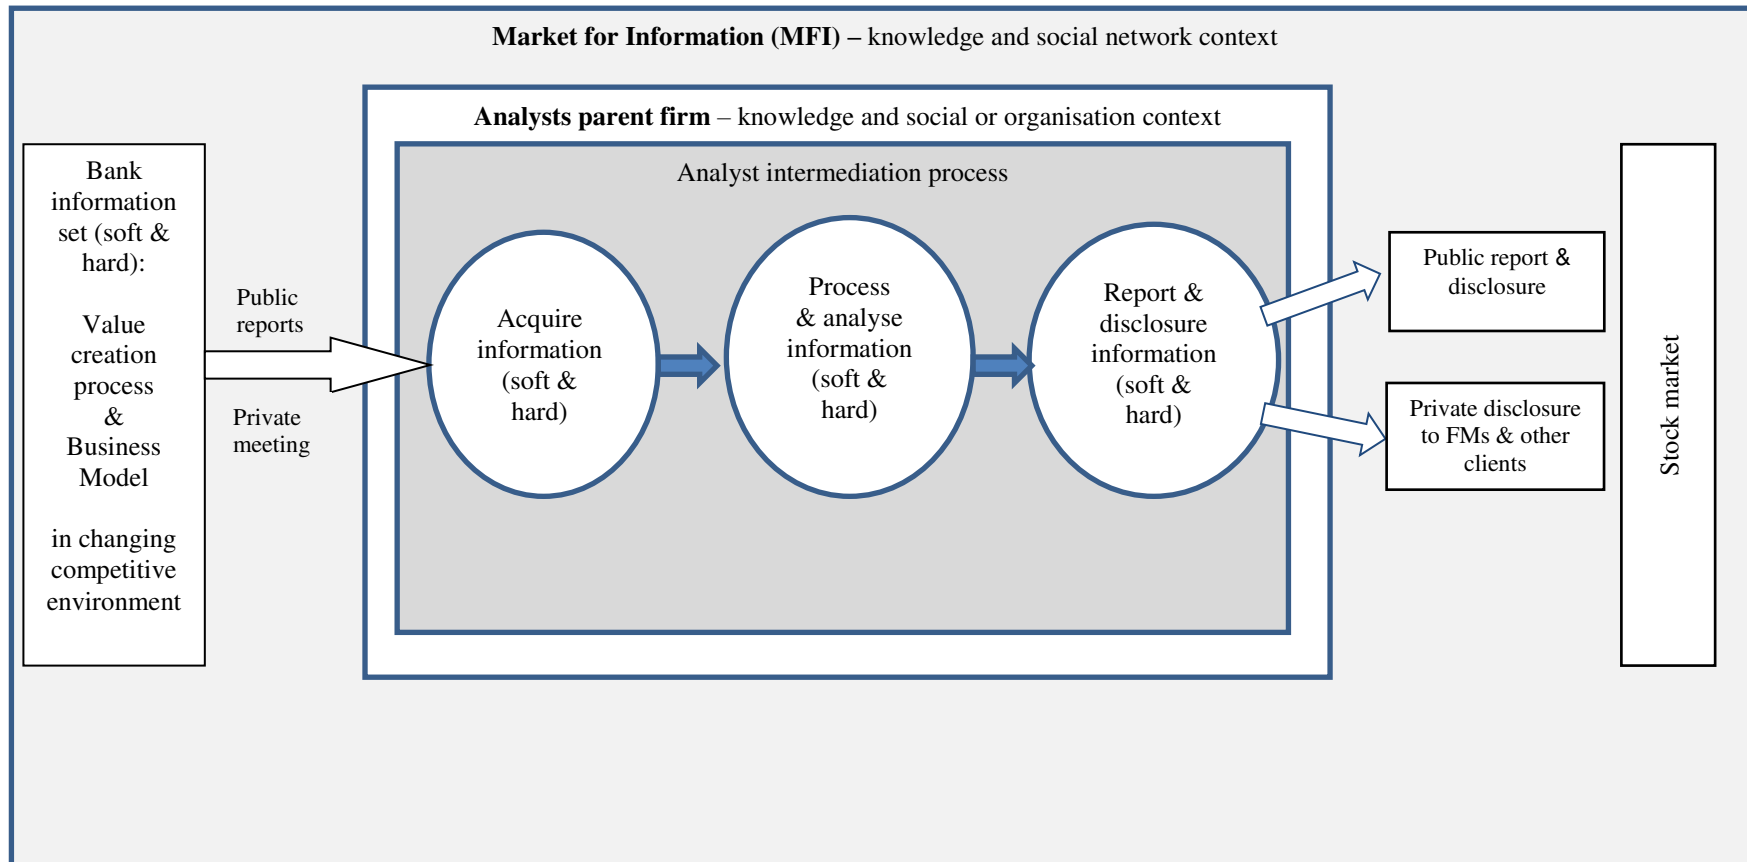 Market for Information (MFI) – knowledge and social network context
Analysts parent firm – knowledge and social or organisation context
Analyst intermediation process
Bank
information
set (soft &
hard):
Value
creation
process
&
Business
Model
in changing
competitive
environment
Public
reports
Private
meeting
Acquire
information
(soft &
hard)
Process
& analyse
information
(soft &
hard)
Report &
disclosure
information
(soft &
hard)
Public report &
disclosure
Private disclosure
to FMs & other
clients
Stock market